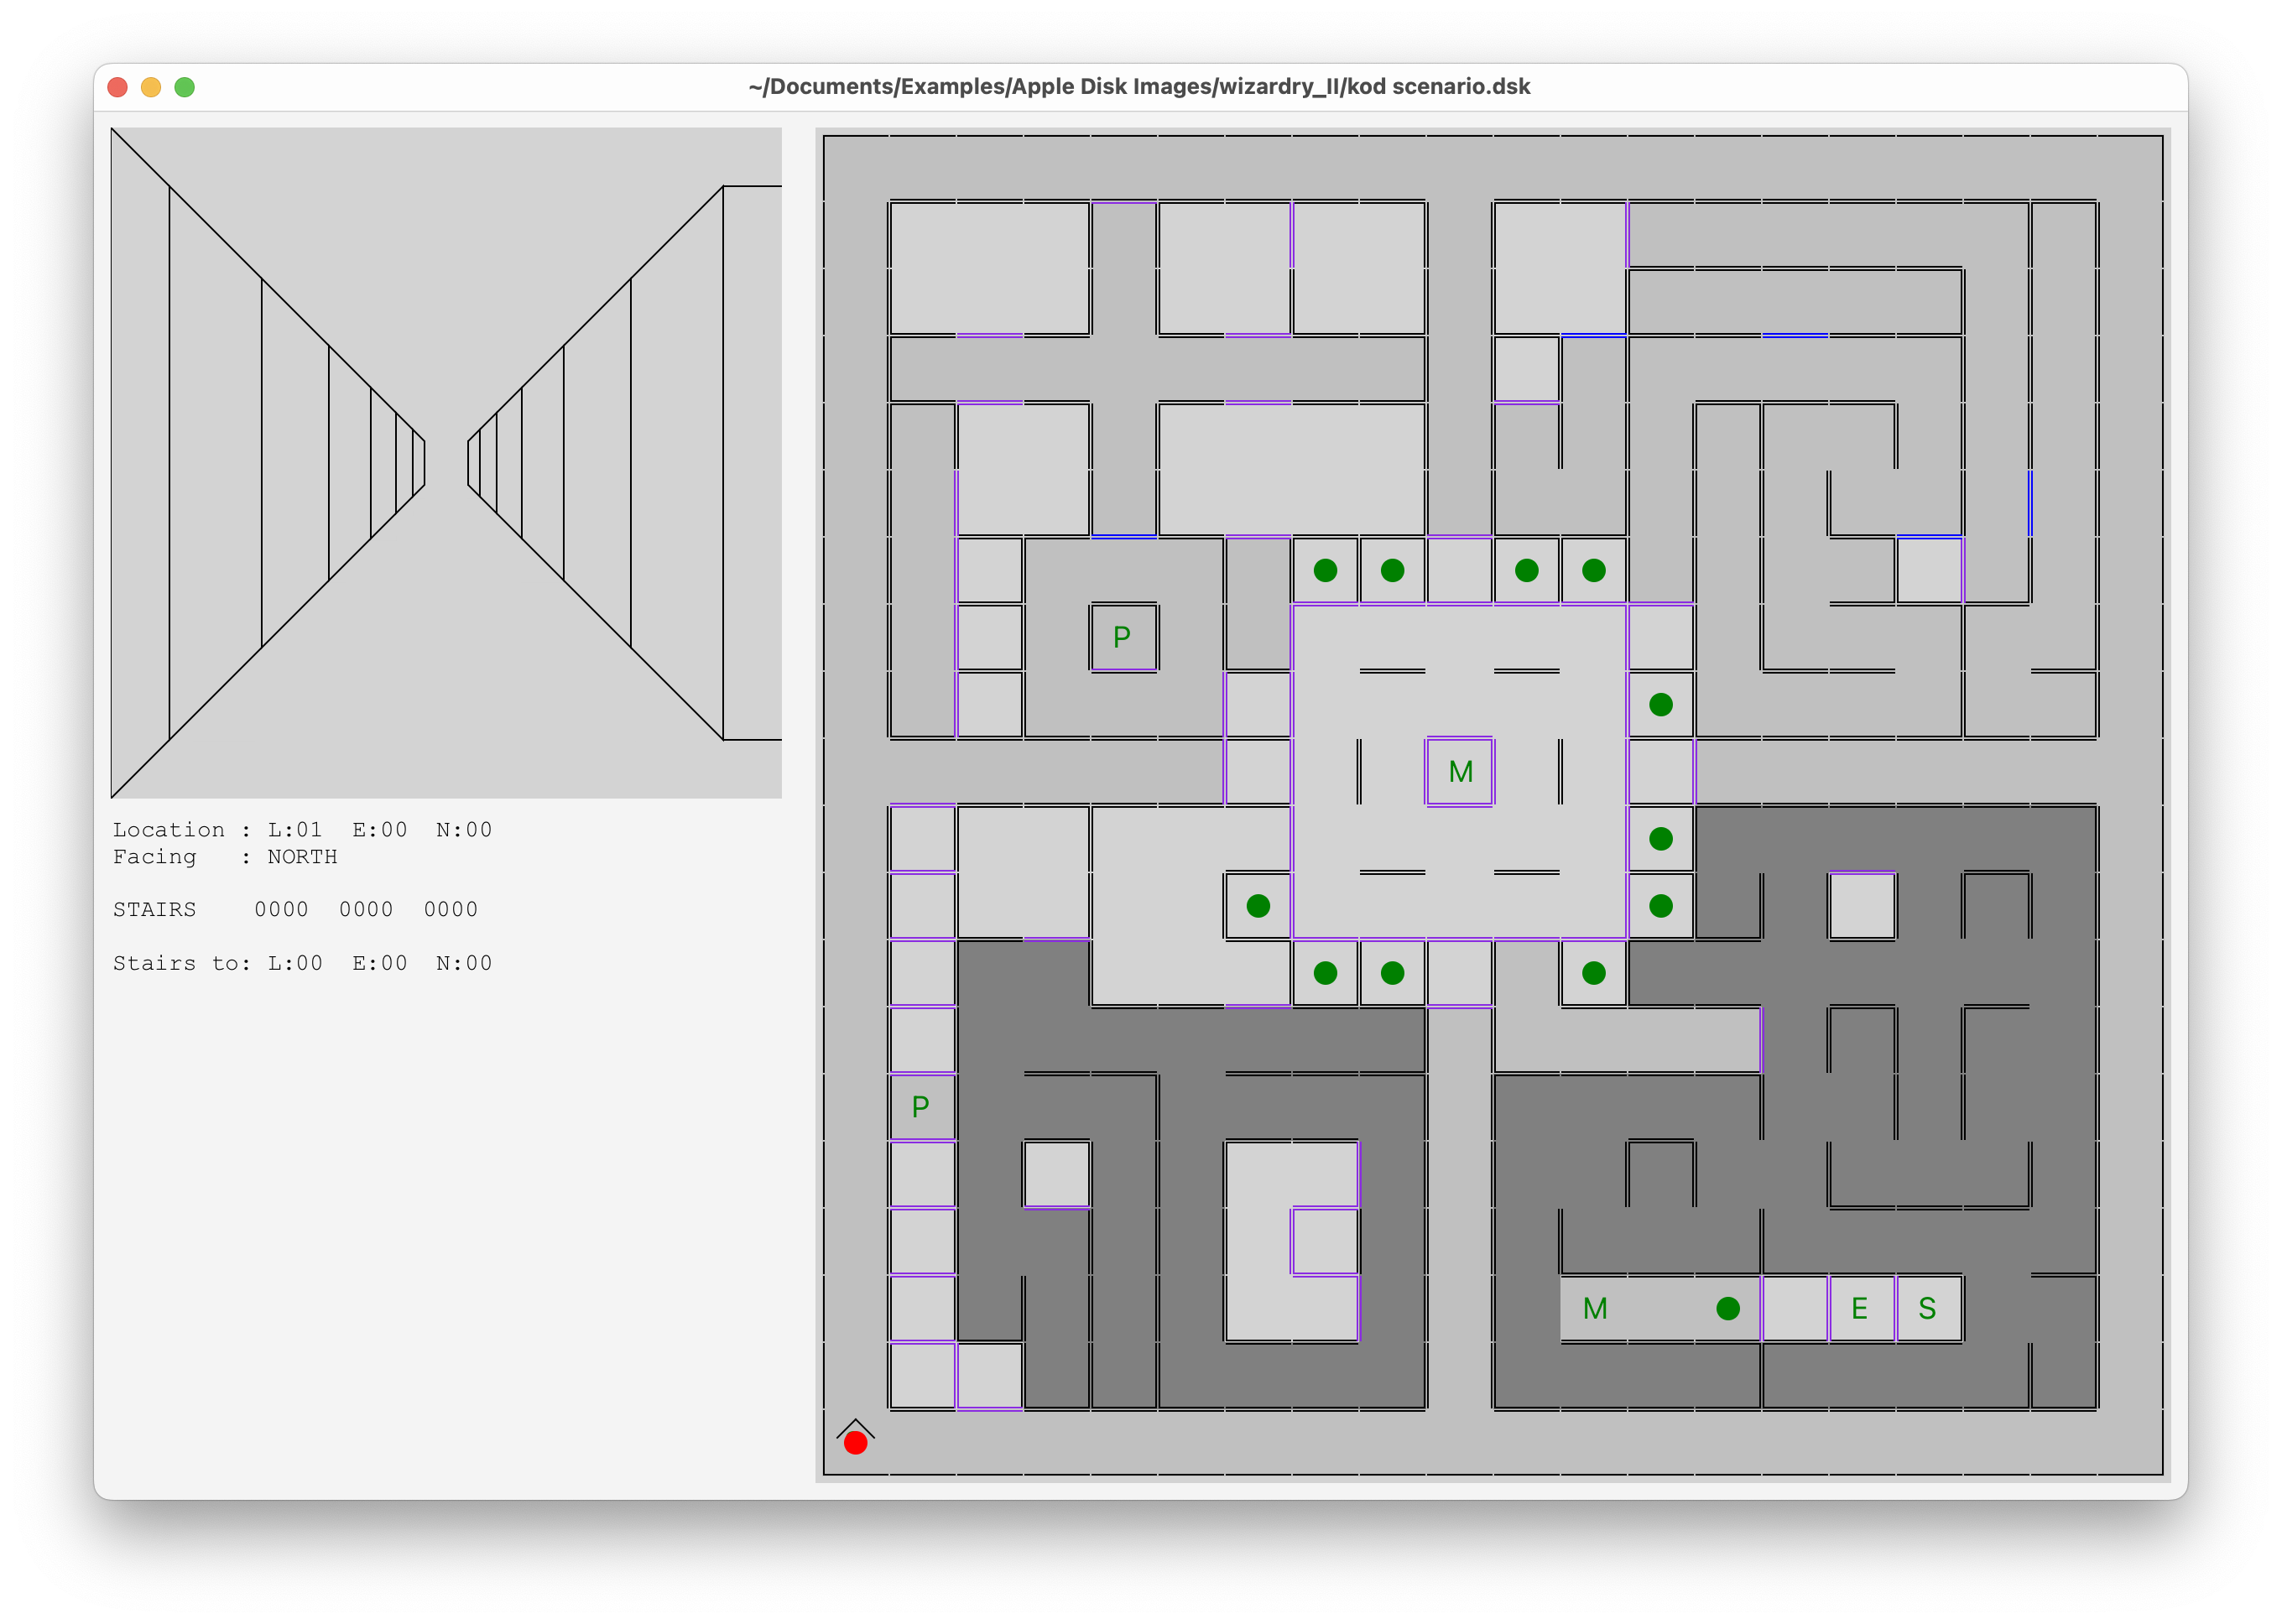 ~/Documents/Examples/Apple Disk Images/wizardry_II/kod scenario.dsk
Location : L:01  E:00  N:00
Facing   : NORTH
STAIRS    0000  0000  0000
Stairs to: L:00  E:00  N:00
P
M
P
M E S